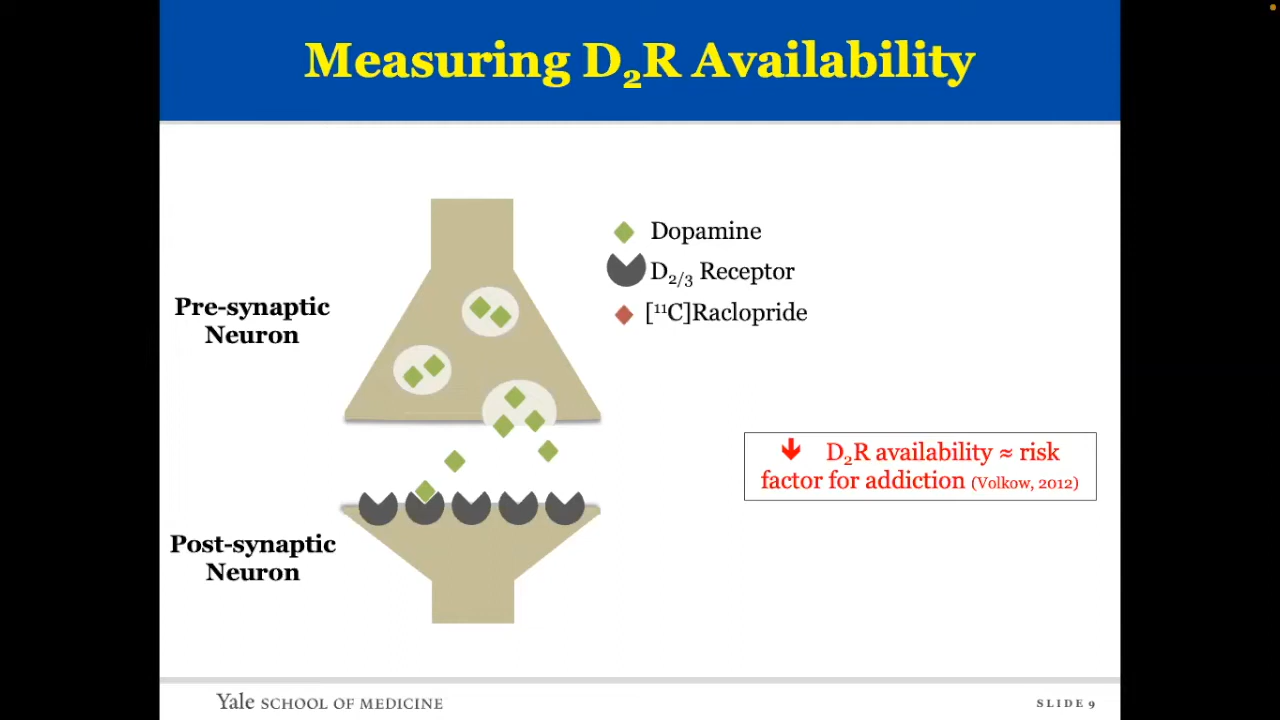 Measuring D₂R Availability
Dopamine
D₂/₃ Receptor
[¹¹C]Raclopride
Pre-synaptic
Neuron
🡻 D₂R availability ≈ risk
factor for addiction (Volkow, 2012)
Post-synaptic
Neuron
Yale SCHOOL OF MEDICINE
SLIDE 9